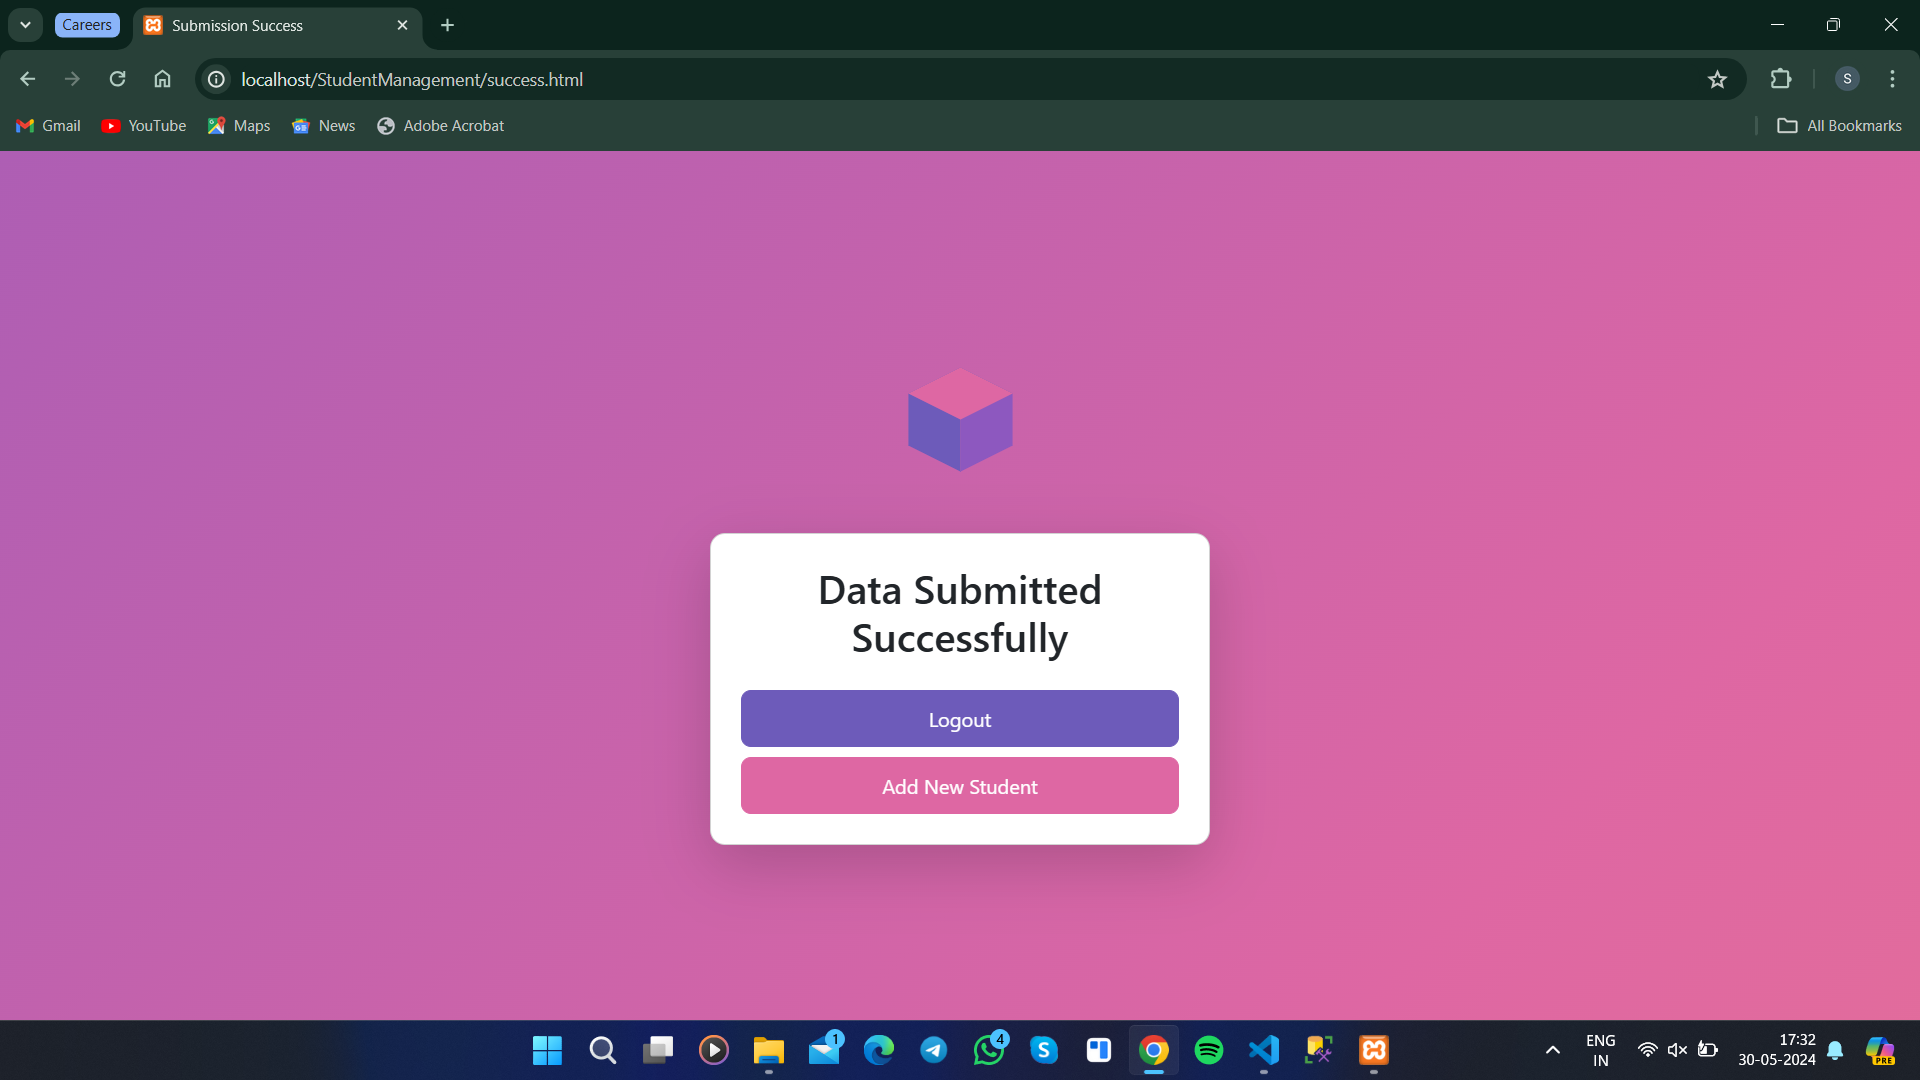 Careers
Submission Success
localhost/StudentManagement/success.html
S
Gmail
YouTube
Maps
News
Adobe Acrobat
All Bookmarks
Data Submitted
Successfully
Logout
Add New Student
1
4
S
ENG
IN
17:32
30-05-2024
PRE